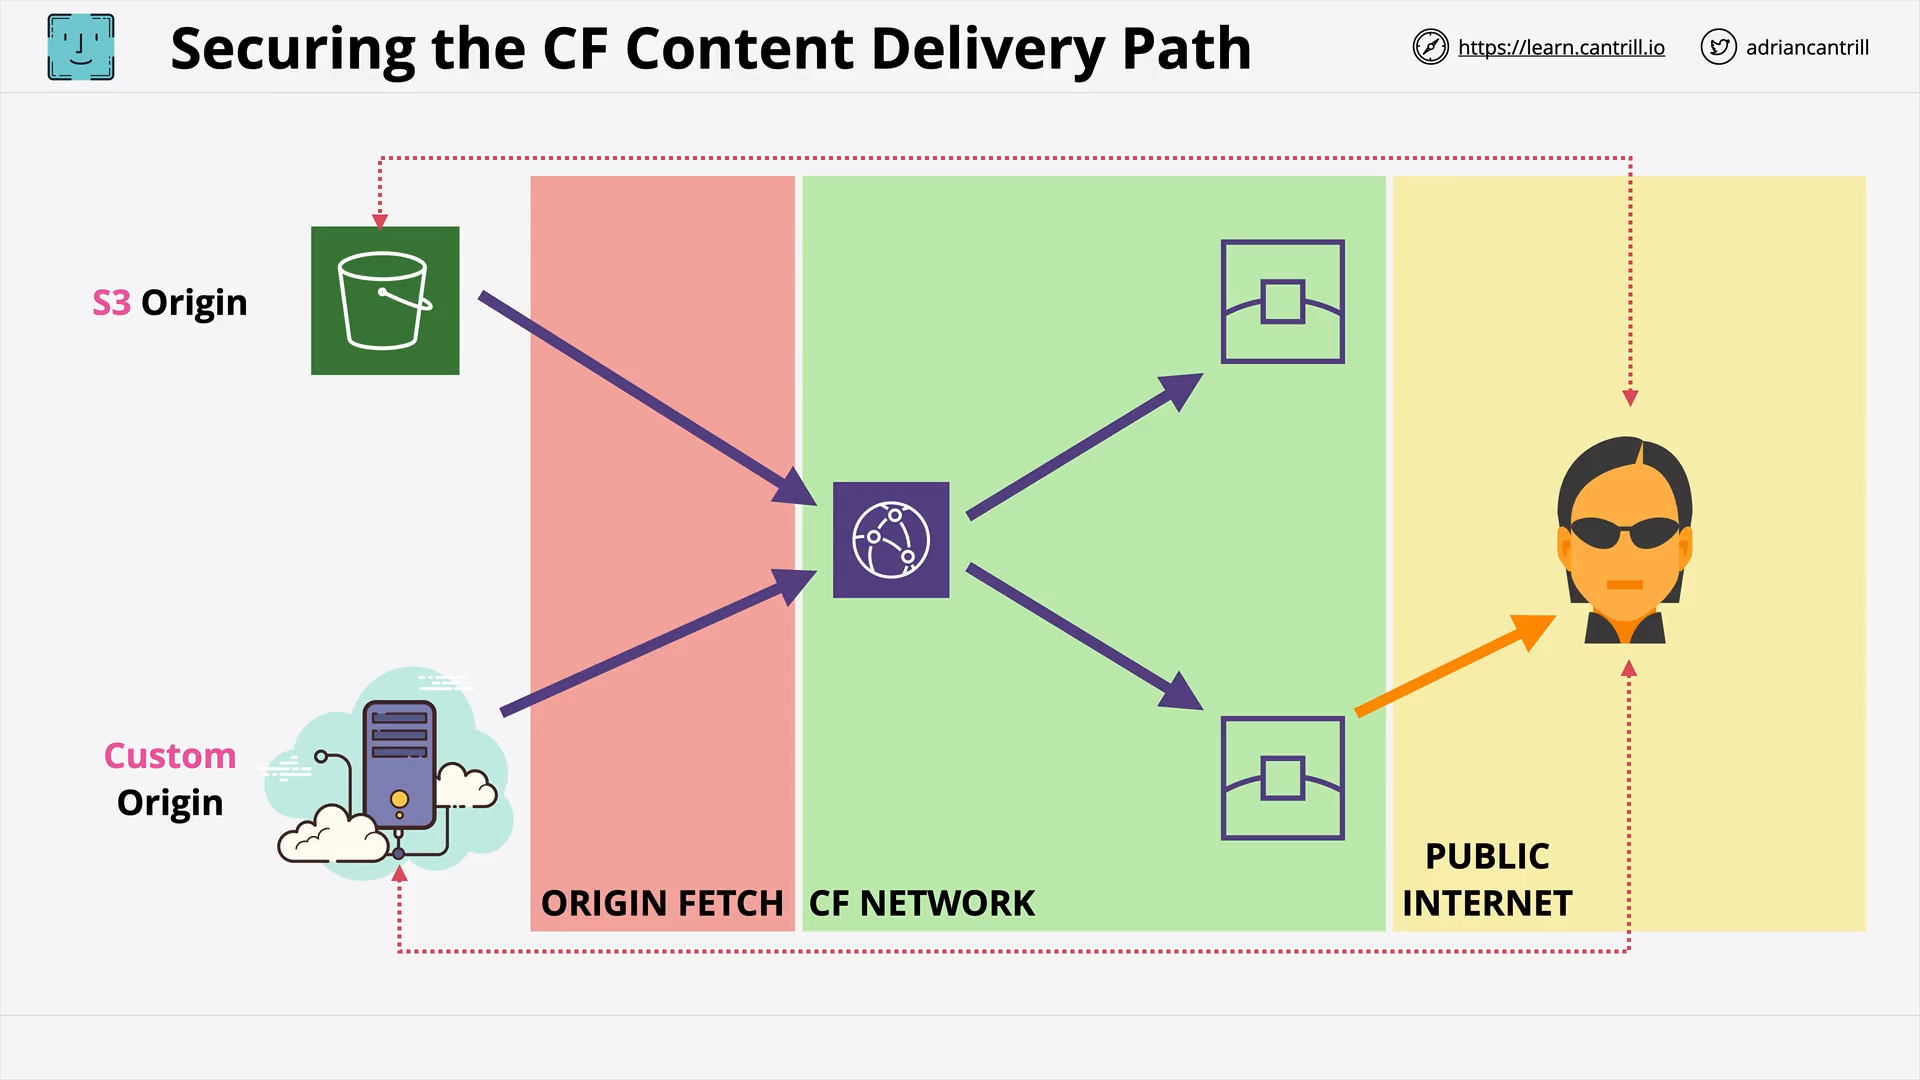 Securing the CF Content Delivery Path
https://learn.cantrill.io
adriancantrill
S3 Origin
Custom
Origin
ORIGIN FETCH
CF NETWORK
PUBLIC
INTERNET